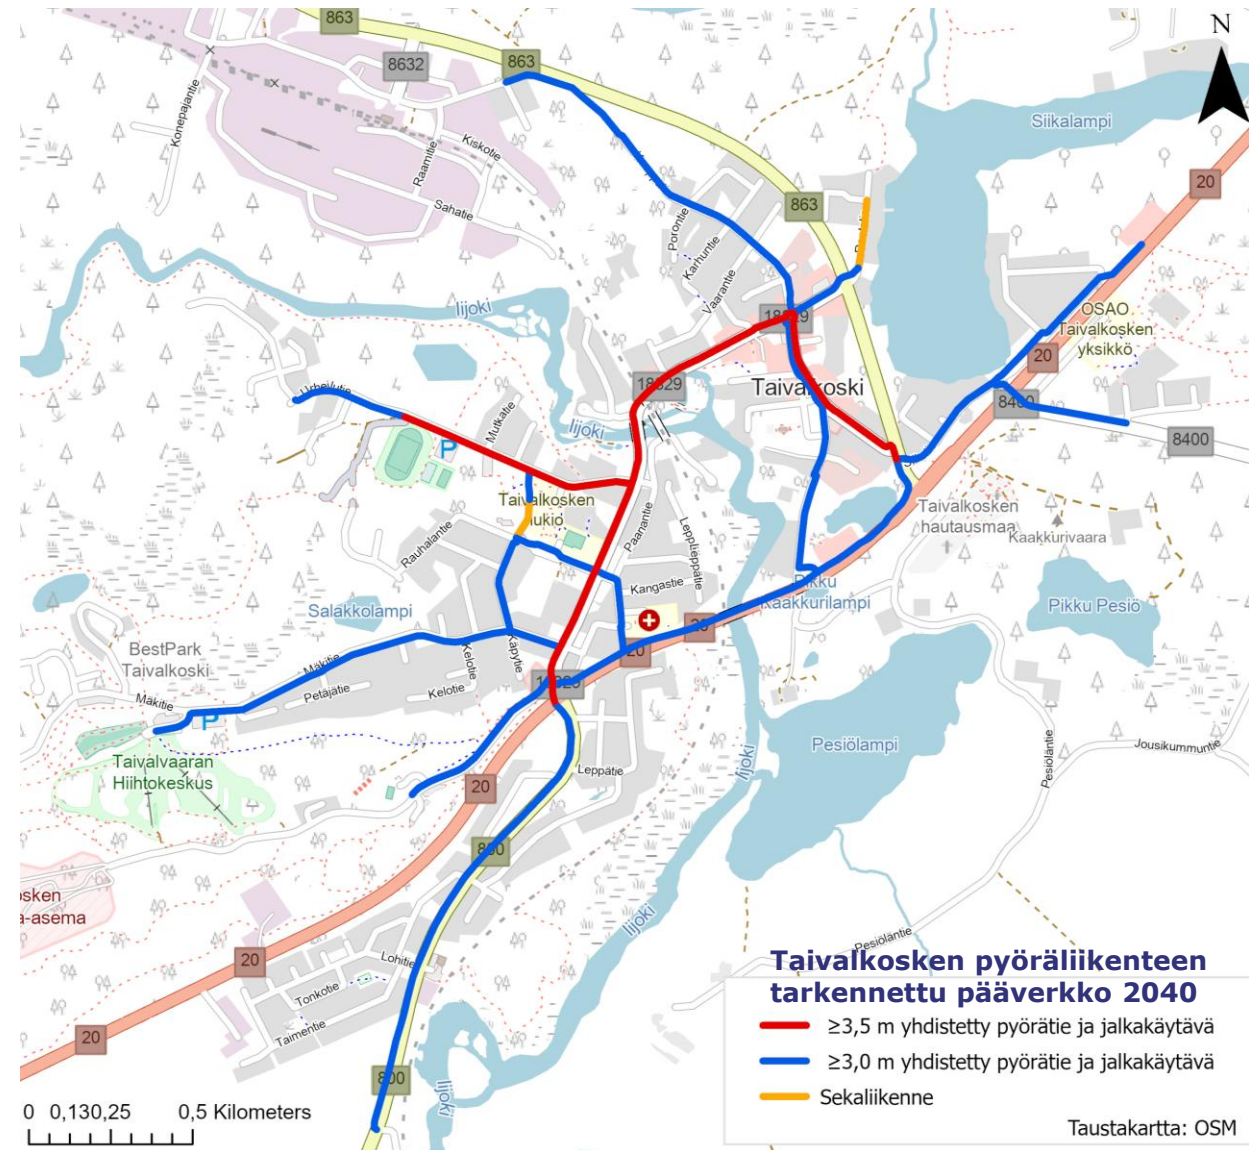 863
N
863
8632
Konepajantie
Siikalampi
Kiskotie
Raamitie
20
863
Sahatie
Porontie
Karhuntie
Vaarantie
Iijoki
OSAO
Taivalkosken
yksikkö
20
Taivalkoski
18329
Urheilutie
8400
Mutkatie
Iijoki
P
8400
Taivalkosken
lukio
Taivalkosken
hautausmaa
Kaakkurivaara
Rauhalantie
Paanantie
Kangastie
Pikku
Kaakkurilampi
Pikku Pesiö
Salakkolampi
20
20
BestPark
Taivalkoski
Mäkitie
Kelotie
Käpytie
Petäjätie
Kelotie
Mäkitie
P
Pesiölampi
Jousikummuntie
Taivalvaaran
Hiihtokeskus
Leppätie
Iijoki
Pesiöläntie
20
800
osken
a-asema
Iijoki
Pesiöläntie
20
Lohitie
Tonkotie
Taimentie
20
800
Iijoki
Taivalkosken pyöräliikenteen
tarkennettu pääverkko 2040
≥3,5 m yhdistetty pyörätie ja jalkakäytävä
≥3,0 m yhdistetty pyörätie ja jalkakäytävä
Sekaliikenne
Taustakartta: OSM
0 0,130,25 0,5 Kilometers